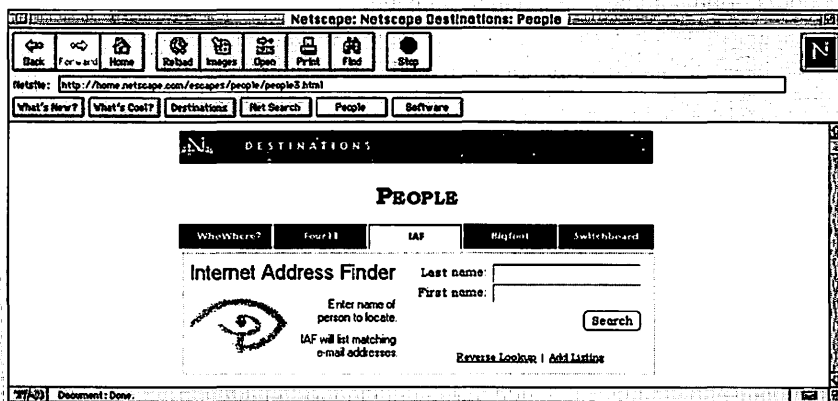 Netscape: Netscape Destinations: People
Back Forward Home Reload Images Open Print Find Stop N
Netsite: http://home.netscape.com/escapes/people/people3.html
What's New? What's Cool? Destinations Net Search People Software
N DESTINATIONS
PEOPLE
WhoWhere? Four11 IAF Bigfoot Switchboard
Internet Address Finder
Last name:
First name:
Enter name of
person to locate.
Search
IAF will list matching
e-mail addresses.
Reverse Lookup | Add Listing
Document: Done.